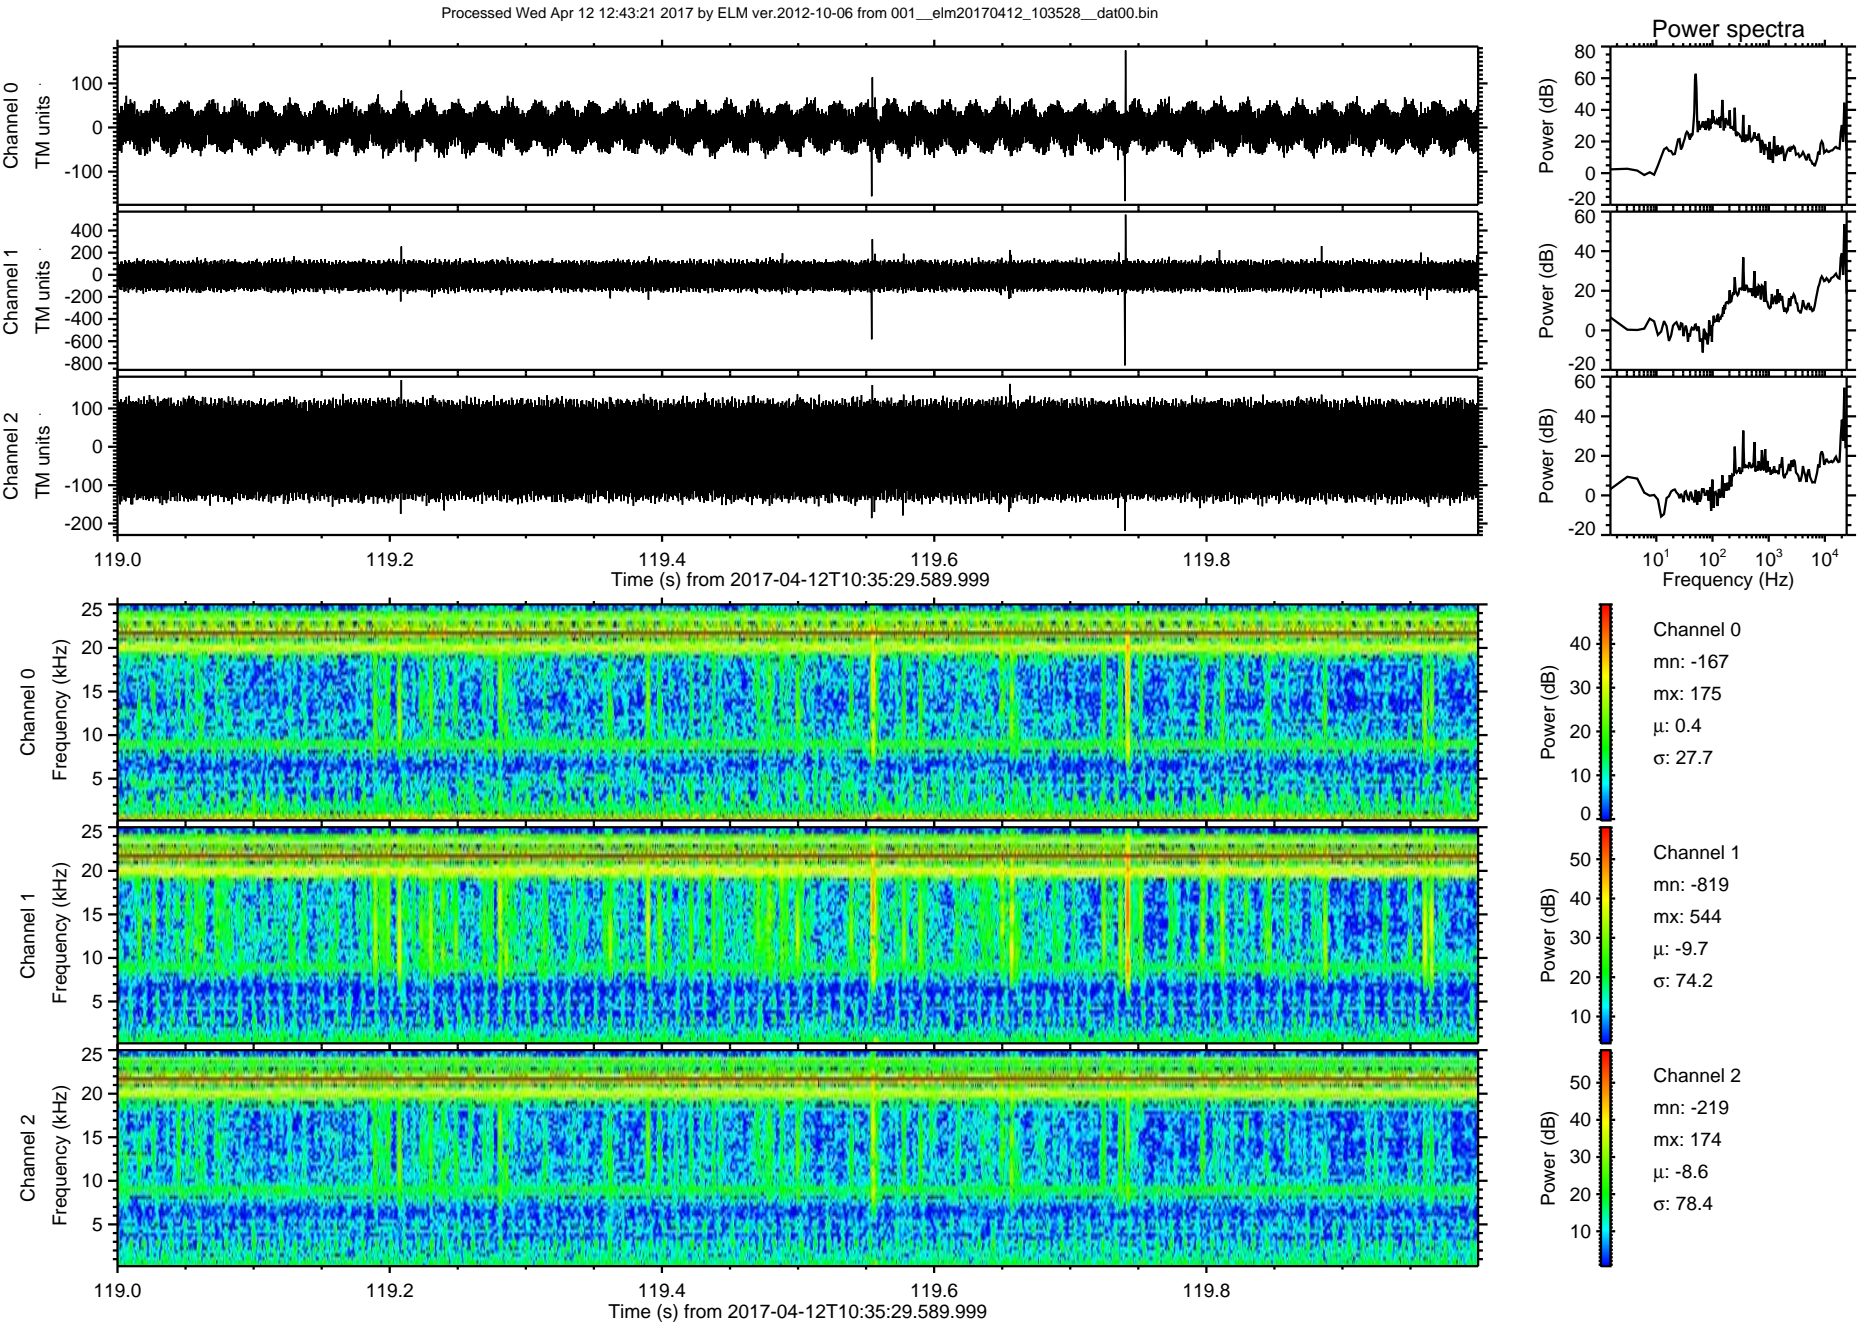 Processed Wed Apr 12 12:43:21 2017 by ELM ver.2012-10-06 from 001__elm20170412_103528__dat00.bin
Power spectra
Channel 0
TM units
100
0
-100
Power (dB)
80
60
40
20
0
-20
Channel 1
TM units
400
200
0
-200
-400
-600
-800
Power (dB)
60
40
20
0
-20
Channel 2
TM units
100
0
-100
-200
Power (dB)
60
40
20
0
-20
119.0 119.2 119.4 119.6 119.8
Time (s) from 2017-04-12T10:35:29.589.999
10¹ 10² 10³ 10⁴
Frequency (Hz)
Channel 0
Frequency (kHz)
25
20
15
10
5
Power (dB)
40
30
20
10
0
Channel 0
mn: -167
mx: 175
µ: 0.4
σ: 27.7
Channel 1
Frequency (kHz)
25
20
15
10
5
Power (dB)
50
40
30
20
10
Channel 1
mn: -819
mx: 544
µ: -9.7
σ: 74.2
Channel 2
Frequency (kHz)
25
20
15
10
5
Power (dB)
50
40
30
20
10
Channel 2
mn: -219
mx: 174
µ: -8.6
σ: 78.4
119.0 119.2 119.4 119.6 119.8
Time (s) from 2017-04-12T10:35:29.589.999